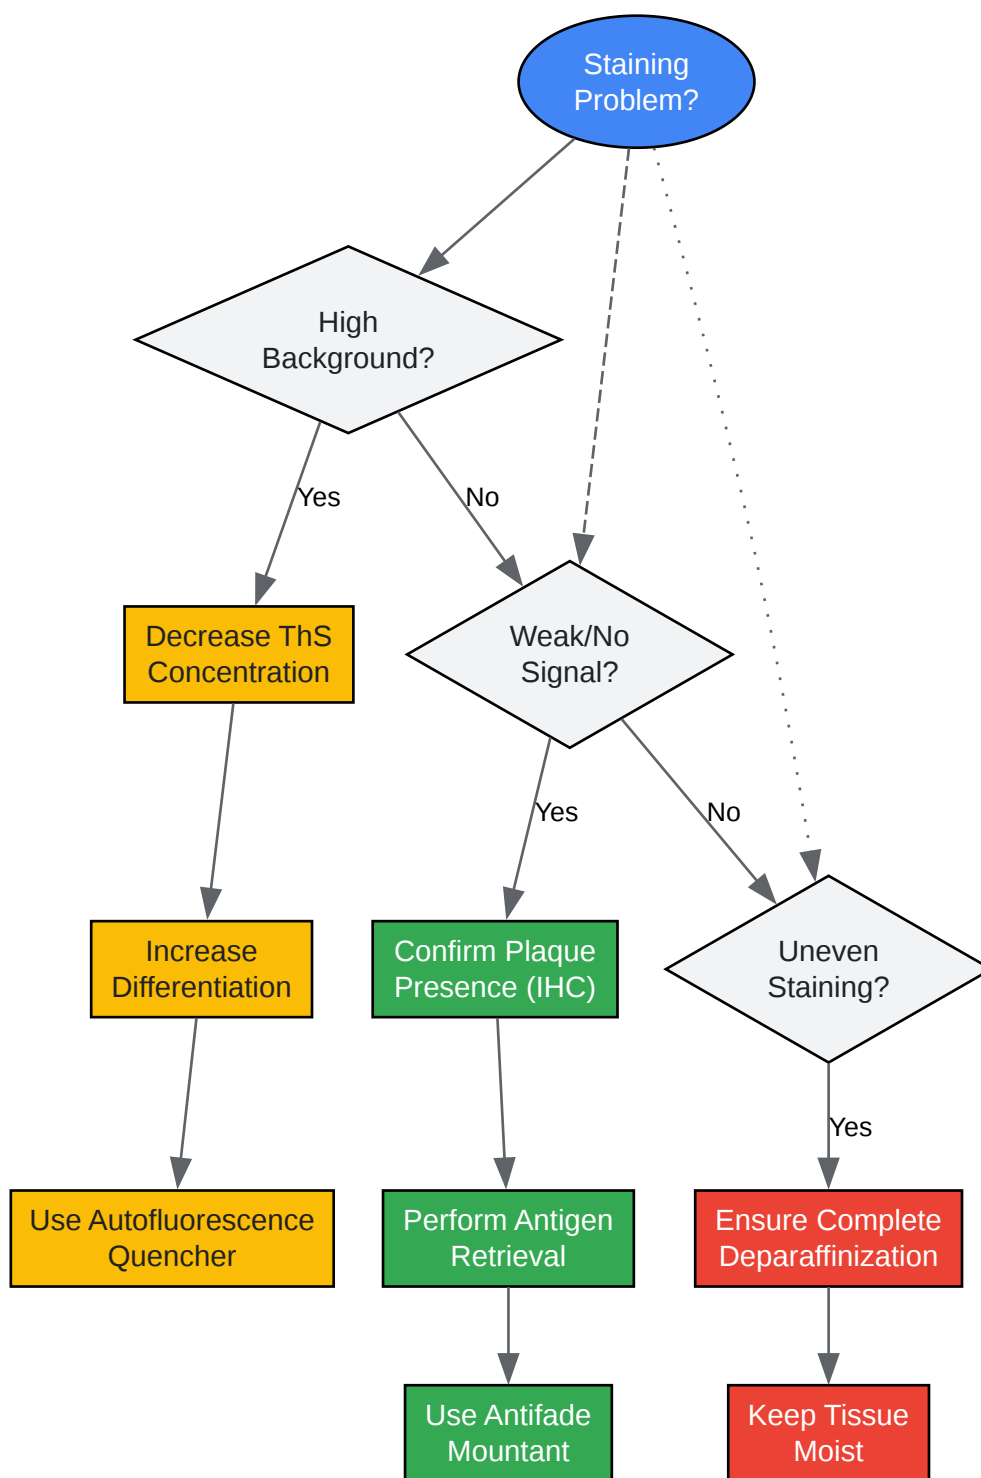 Staining
Problem?
High
Background?
Yes
No
Decrease ThS
Concentration
Weak/No
Signal?
Yes
No
Increase
Differentiation
Confirm Plaque
Presence (IHC)
Uneven
Staining?
Yes
Use Autofluorescence
Quencher
Perform Antigen
Retrieval
Ensure Complete
Deparaffinization
Use Antifade
Mountant
Keep Tissue
Moist